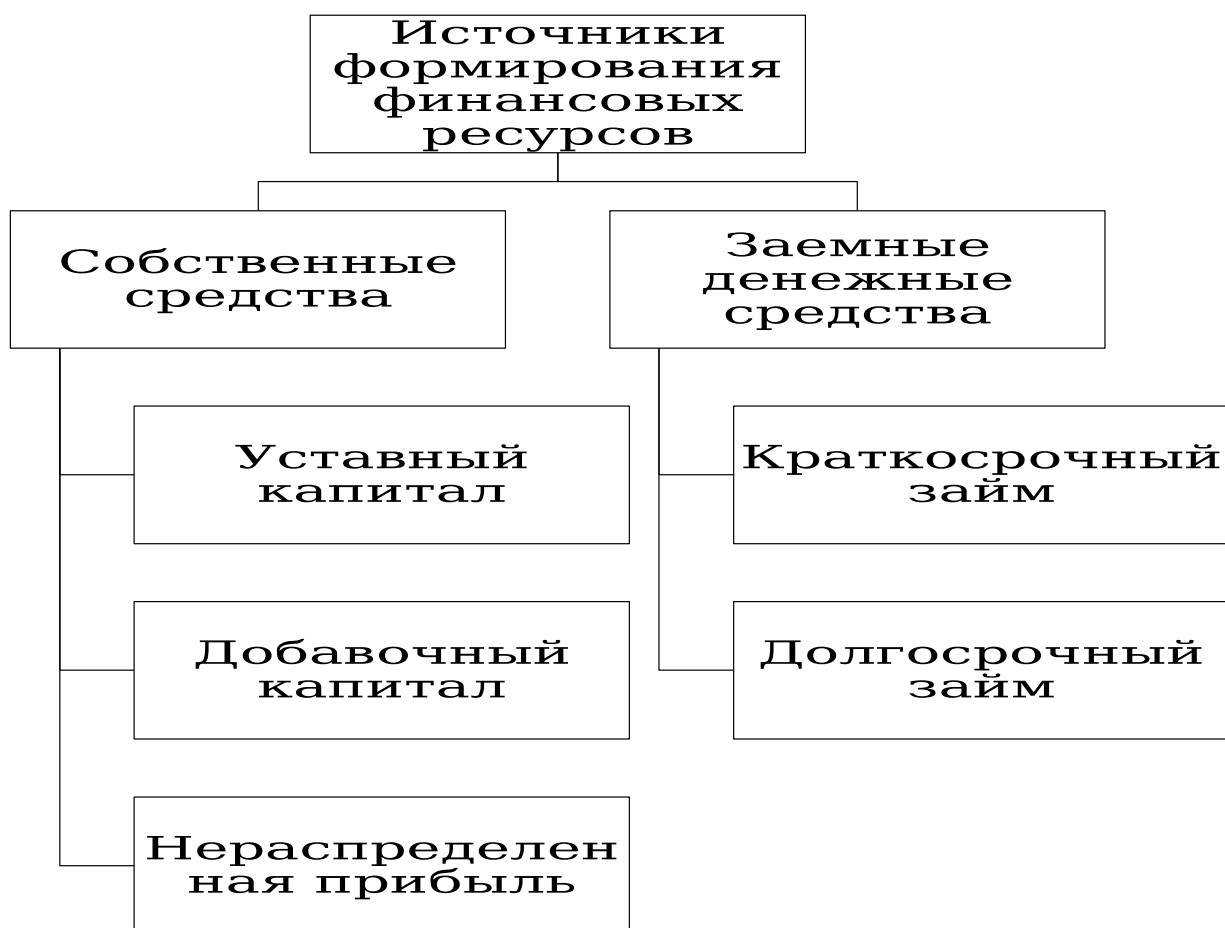 Источники
формирования
финансовых
ресурсов
Собственные
средства
Заемные
денежные
средства
Уставный
капитал
Краткосрочный
займ
Добавочный
капитал
Долгосрочный
займ
Нераспределен
ная прибыль